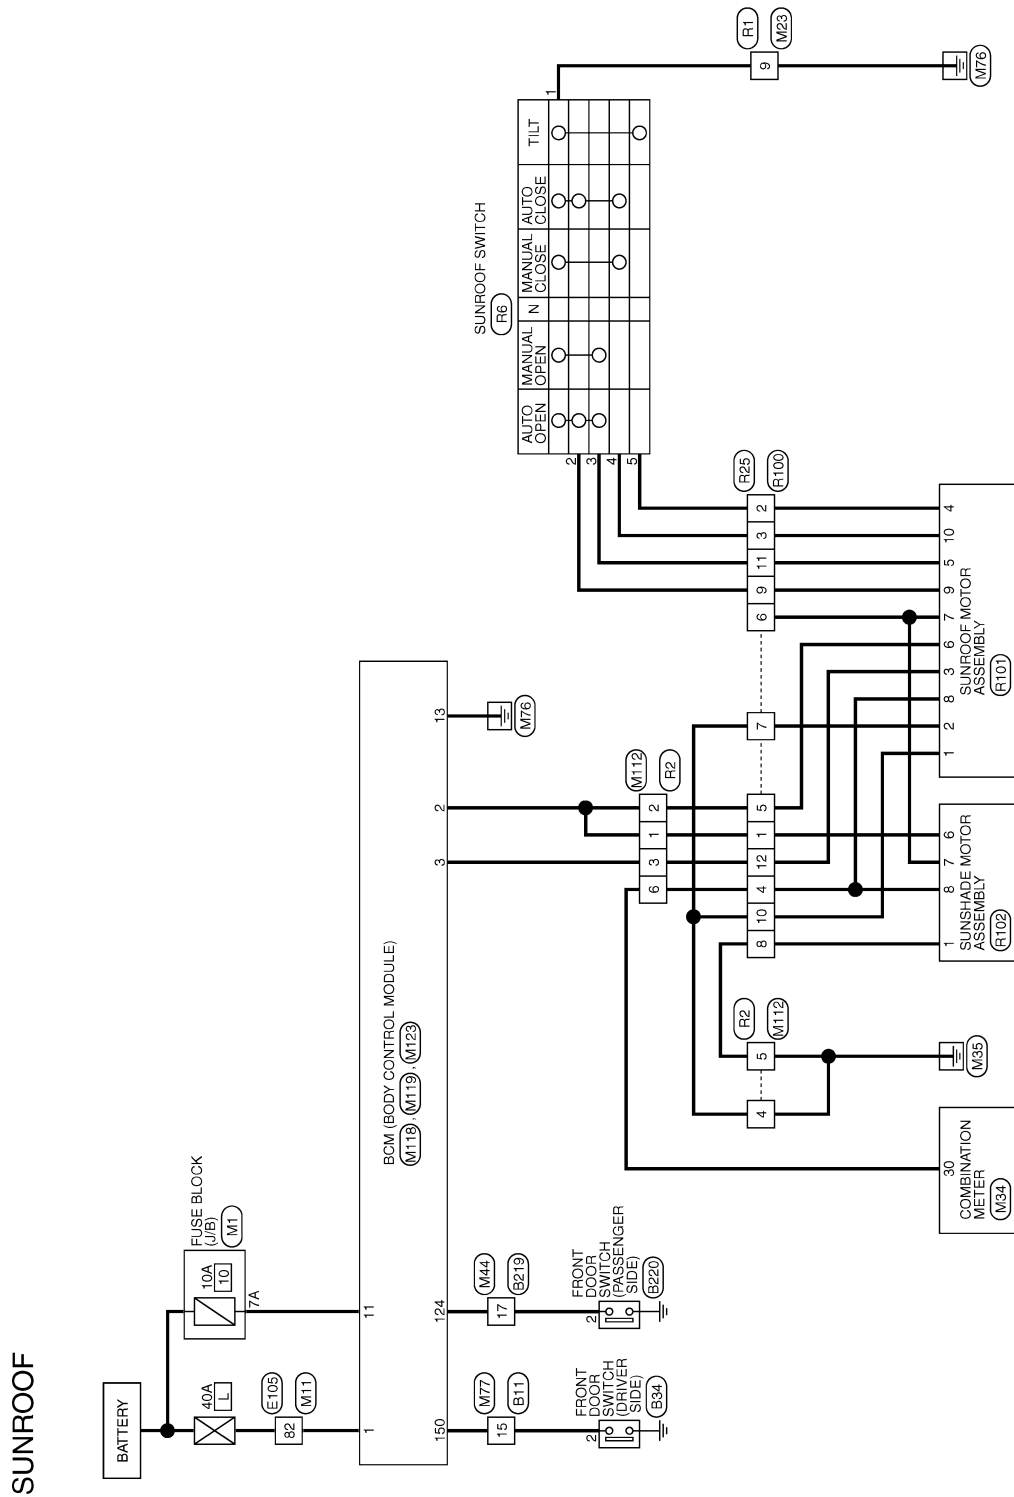 SUNROOF
BATTERY
40A
L
E105
82
M11
FUSE BLOCK
(J/B)
M1
10A
10
7A
1
11
BCM (BODY CONTROL MODULE)
M118 , M119 , M123
150
124
3
2
13
M76
M77
15
B11
M44
17
B219
2
FRONT
DOOR
SWITCH
(DRIVER
SIDE)
B34
2
FRONT
DOOR
SWITCH
(PASSENGER
SIDE)
B220
M112
R2
6
3
1
2
SUNROOF SWITCH
R6
AUTO
OPEN
MANUAL
OPEN
N
MANUAL
CLOSE
AUTO
CLOSE
TILT
1
2
3
4
5
R1
9
M23
M76
R25
R100
8
10
4
12
1
5
7
6
9
11
3
2
R2
M112
4
5
M35
30
COMBINATION
METER
M34
1
8
7
6
SUNSHADE MOTOR
ASSEMBLY
R102
1
2
8
3
6
7
9
5
10
4
SUNROOF MOTOR
ASSEMBLY
R101